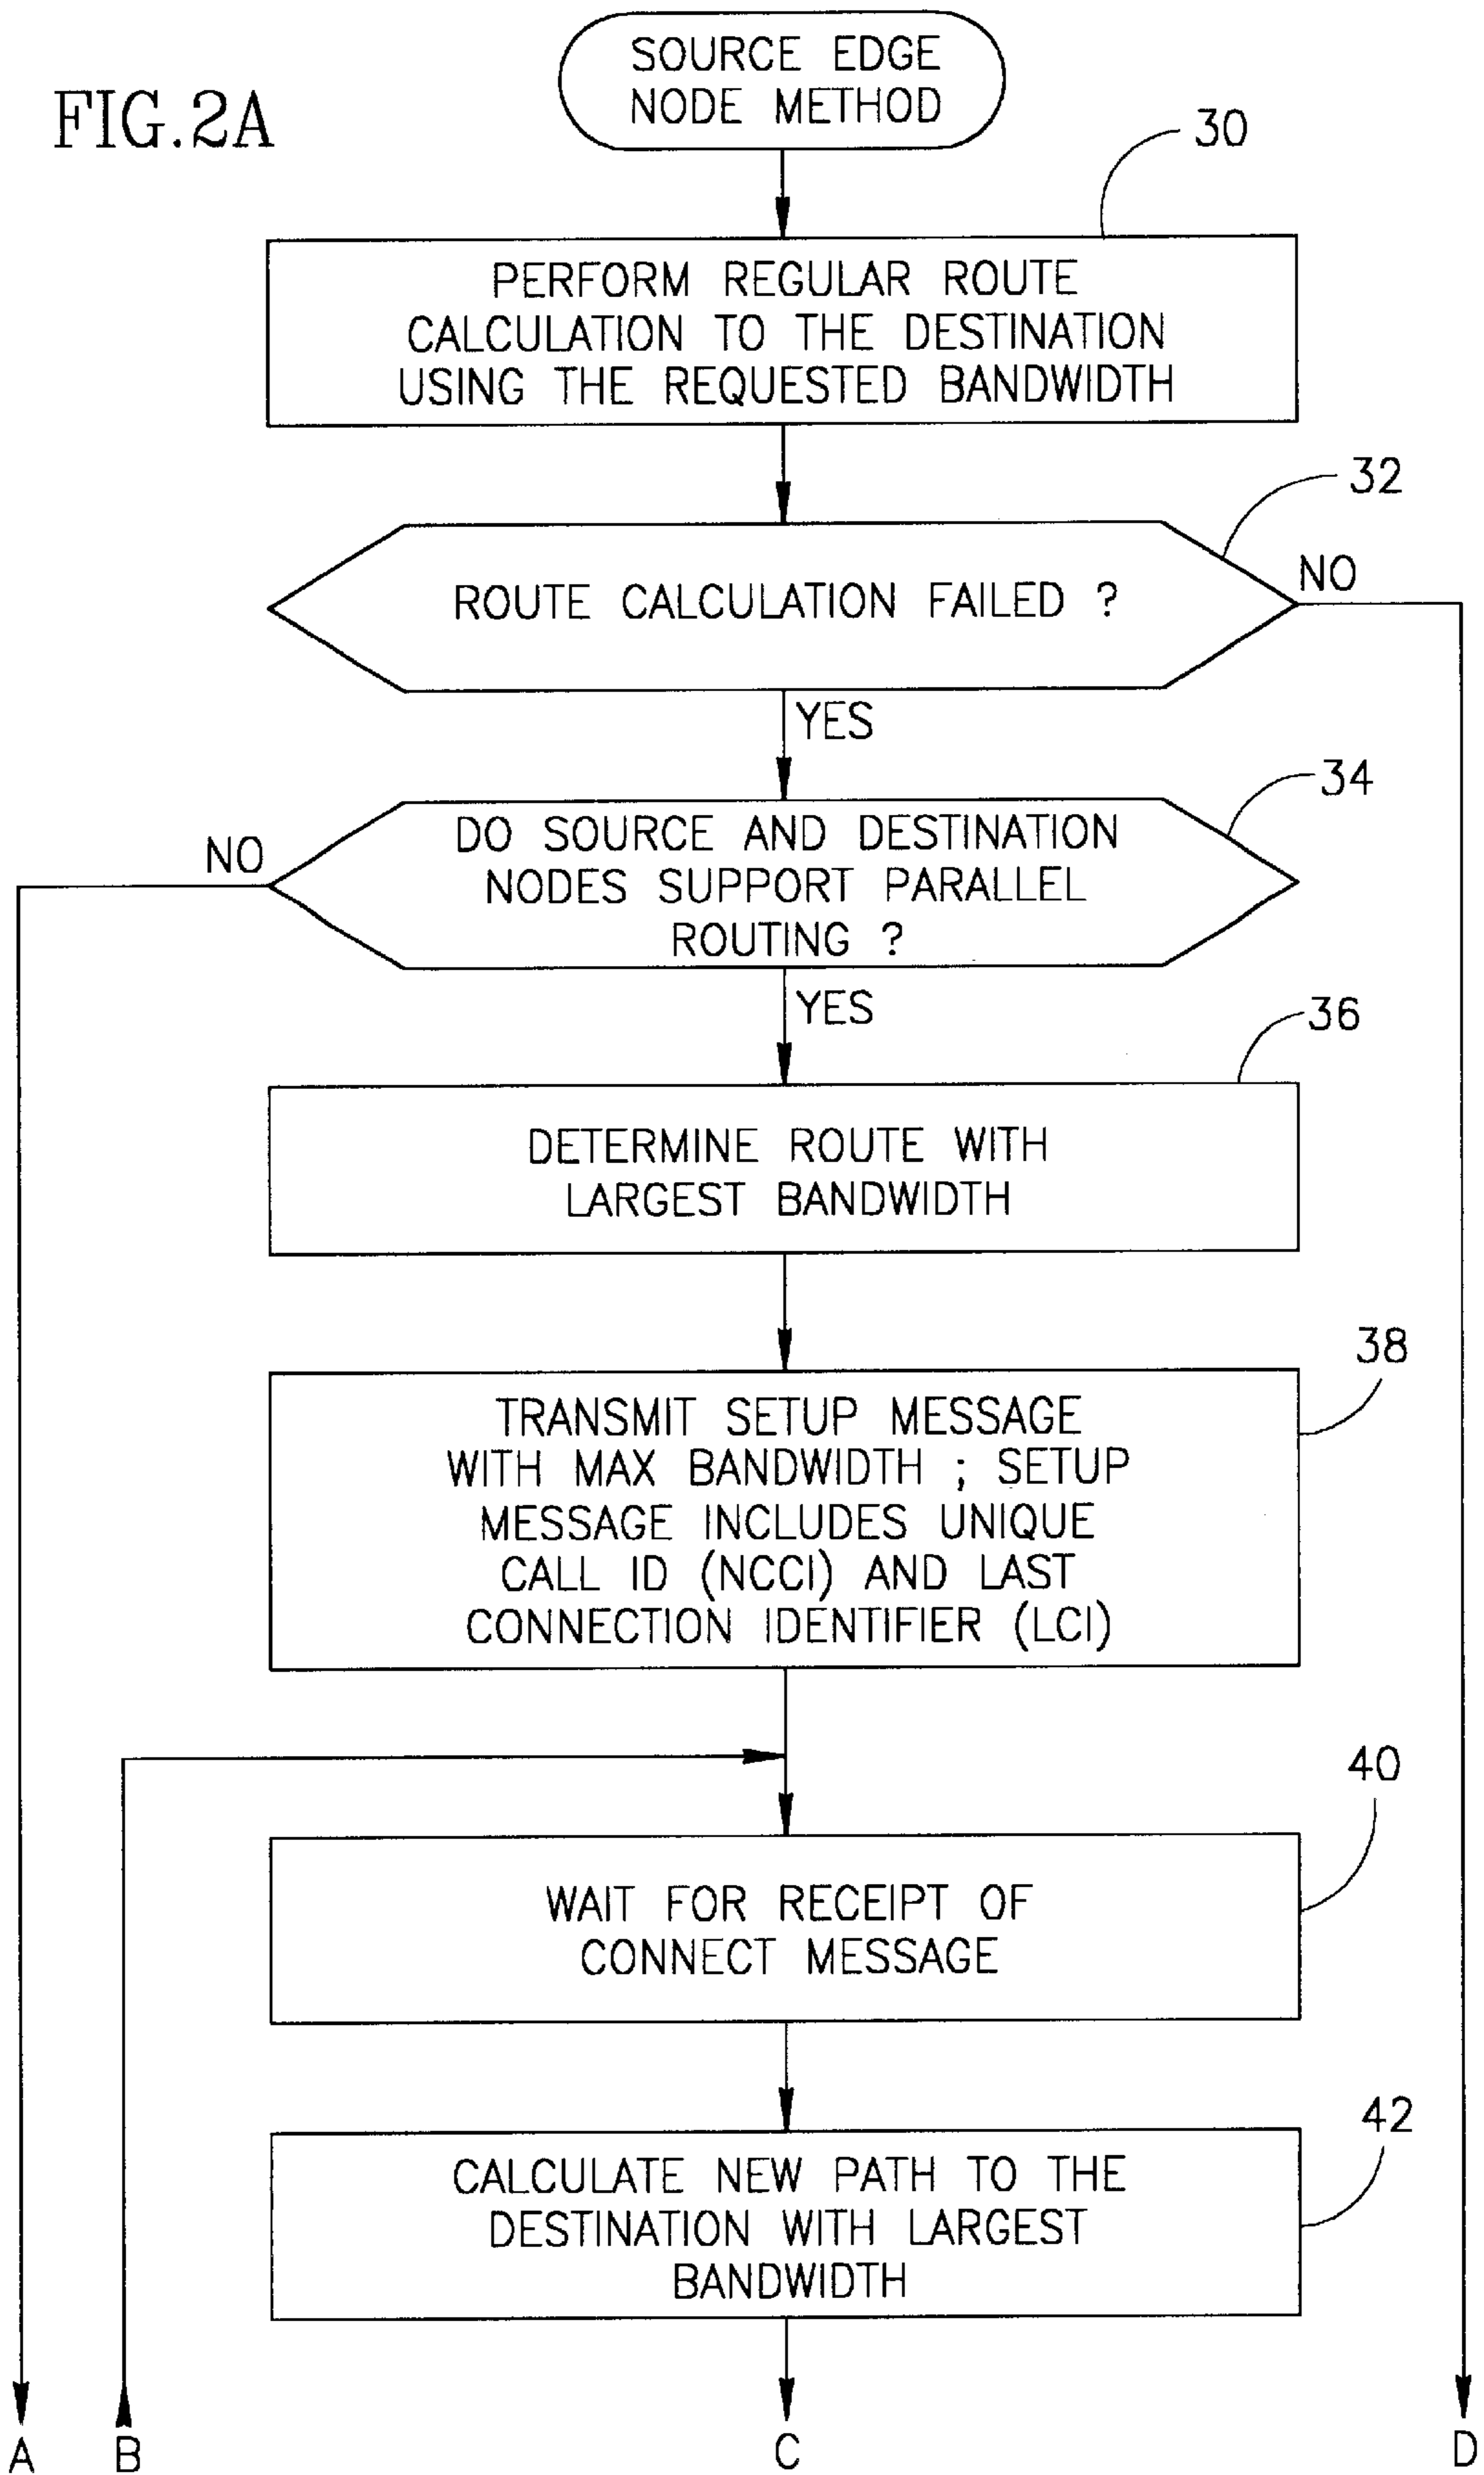 FIG.2A
SOURCE EDGE
NODE METHOD
30
PERFORM REGULAR ROUTE
CALCULATION TO THE DESTINATION
USING THE REQUESTED BANDWIDTH
32
ROUTE CALCULATION FAILED ?
NO
YES
34
NO
DO SOURCE AND DESTINATION
NODES SUPPORT PARALLEL
ROUTING ?
YES
36
DETERMINE ROUTE WITH
LARGEST BANDWIDTH
38
TRANSMIT SETUP MESSAGE
WITH MAX BANDWIDTH ; SETUP
MESSAGE INCLUDES UNIQUE
CALL ID (NCCI) AND LAST
CONNECTION IDENTIFIER (LCI)
40
WAIT FOR RECEIPT OF
CONNECT MESSAGE
42
CALCULATE NEW PATH TO THE
DESTINATION WITH LARGEST
BANDWIDTH
A B C D